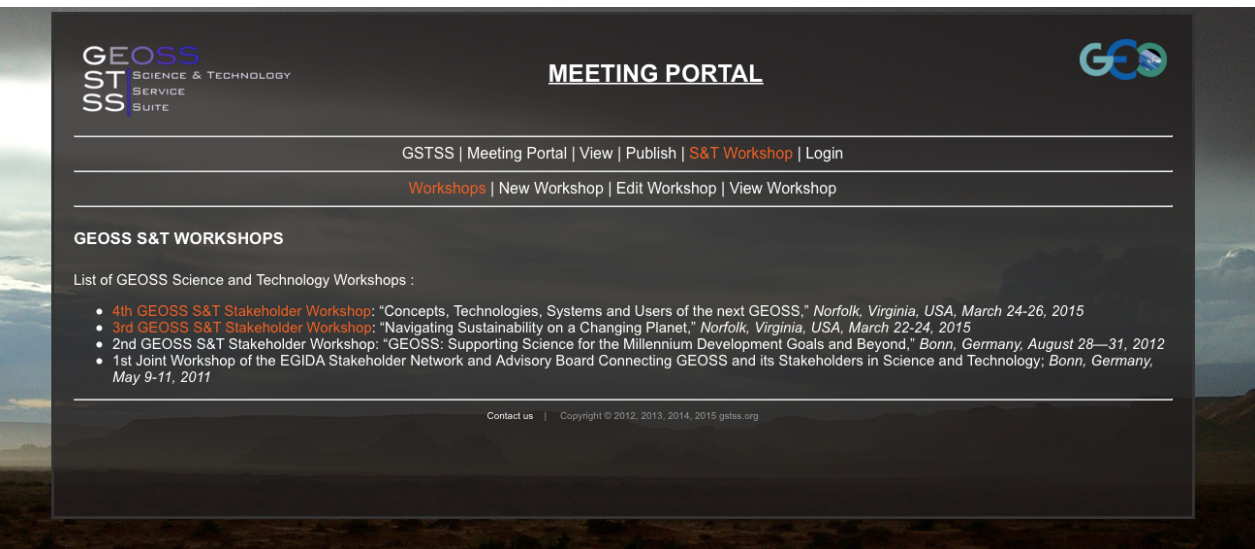 GEOSS
ST SCIENCE & TECHNOLOGY
SERVICE
SS SUITE
MEETING PORTAL
GEO
GSTSS | Meeting Portal | View | Publish | S&T Workshop | Login
Workshops | New Workshop | Edit Workshop | View Workshop
GEOSS S&T WORKSHOPS
List of GEOSS Science and Technology Workshops :
• 4th GEOSS S&T Stakeholder Workshop: “Concepts, Technologies, Systems and Users of the next GEOSS,” Norfolk, Virginia, USA, March 24-26, 2015
• 3rd GEOSS S&T Stakeholder Workshop: “Navigating Sustainability on a Changing Planet,” Norfolk, Virginia, USA, March 22-24, 2015
• 2nd GEOSS S&T Stakeholder Workshop: “GEOSS: Supporting Science for the Millennium Development Goals and Beyond,” Bonn, Germany, August 28—31, 2012
• 1st Joint Workshop of the EGIDA Stakeholder Network and Advisory Board Connecting GEOSS and its Stakeholders in Science and Technology; Bonn, Germany,
May 9-11, 2011
Contact us | Copyright © 2012, 2013, 2014, 2015 gstss.org